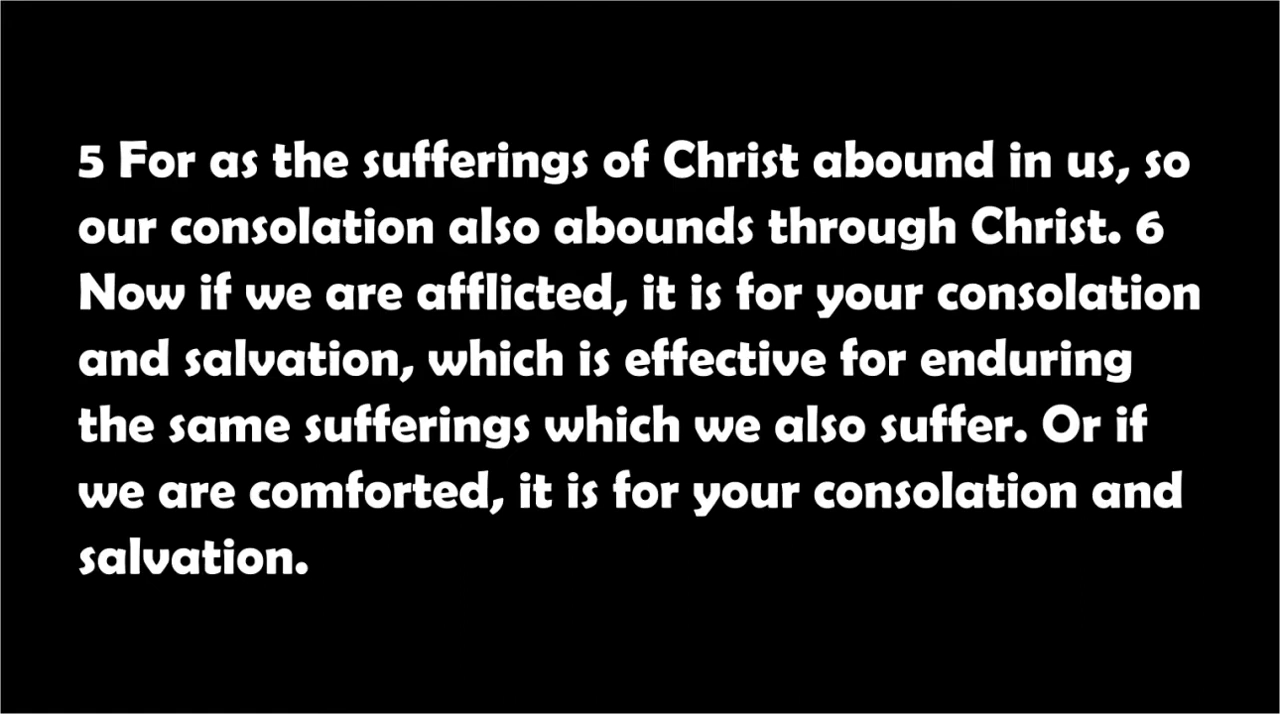 5 For as the sufferings of Christ abound in us, so
our consolation also abounds through Christ. 6
Now if we are afflicted, it is for your consolation
and salvation, which is effective for enduring
the same sufferings which we also suffer. Or if
we are comforted, it is for your consolation and
salvation.